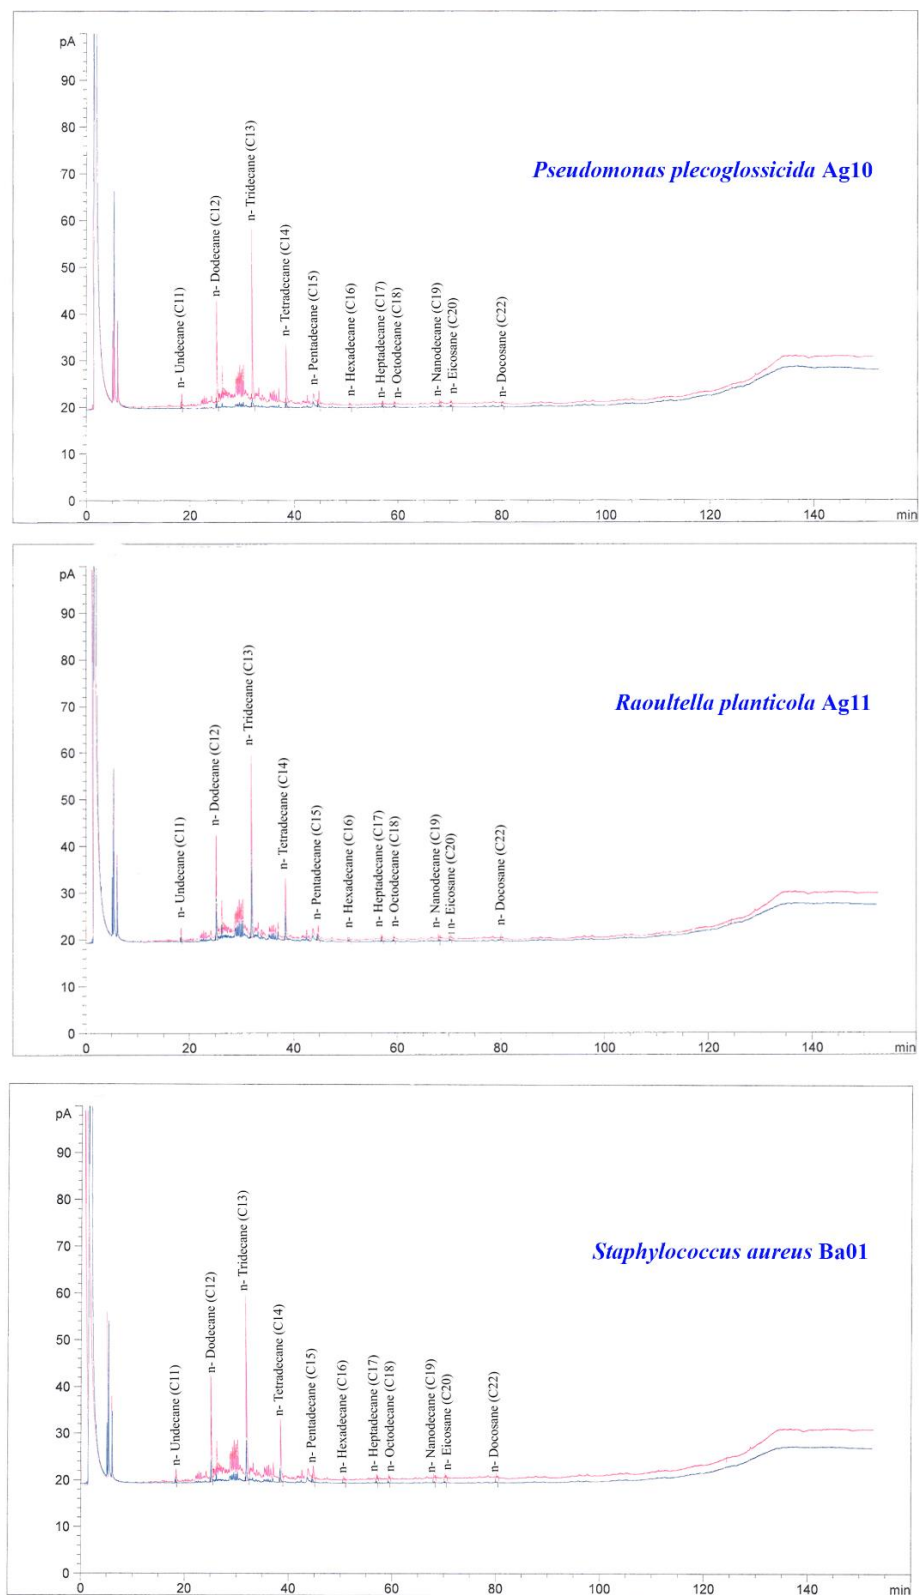 pA
90
80
70
60
50
40
30
20
10
0
n- Undecane (C11)
n- Dodecane (C12)
n- Tridecane (C13)
n- Tetradecane (C14)
n- Pentadecane (C15)
n- Hexadecane (C16)
n- Heptadecane (C17)
n- Octodecane (C18)
n- Nanodecane (C19)
n- Eicosane (C20)
n- Docosane (C22)
Pseudomonas plecoglossicida Ag10
0 20 40 60 80 100 120 140 min
pA
90
80
70
60
50
40
30
20
10
0
n- Undecane (C11)
n- Dodecane (C12)
n- Tridecane (C13)
n- Tetradecane (C14)
n- Pentadecane (C15)
n- Hexadecane (C16)
n- Heptadecane (C17)
n- Octodecane (C18)
n- Nanodecane (C19)
n- Eicosane (C20)
n- Docosane (C22)
Raoultella planticola Ag11
0 20 40 60 80 100 120 140 min
pA
90
80
70
60
50
40
30
20
10
0
n- Undecane (C11)
n- Dodecane (C12)
n- Tridecane (C13)
n- Tetradecane (C14)
n- Pentadecane (C15)
n- Hexadecane (C16)
n- Heptadecane (C17)
n- Octodecane (C18)
n- Nanodecane (C19)
n- Eicosane (C20)
n- Docosane (C22)
Staphylococcus aureus Ba01
0 20 40 60 80 100 120 140 min